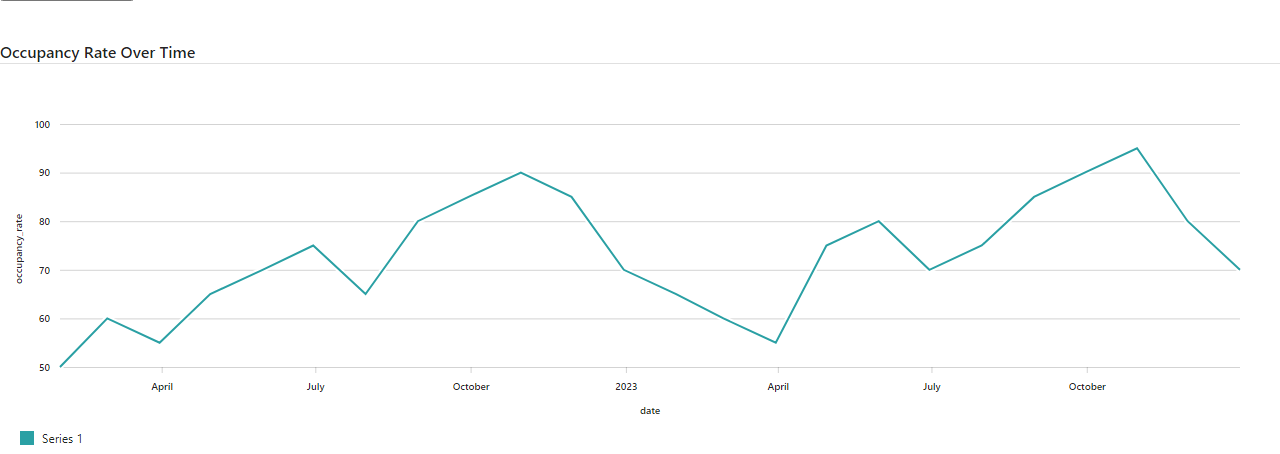 Occupancy Rate Over Time
100
90
80
70
60
50
occupancy_rate
April July October 2023 April July October
date
Series 1